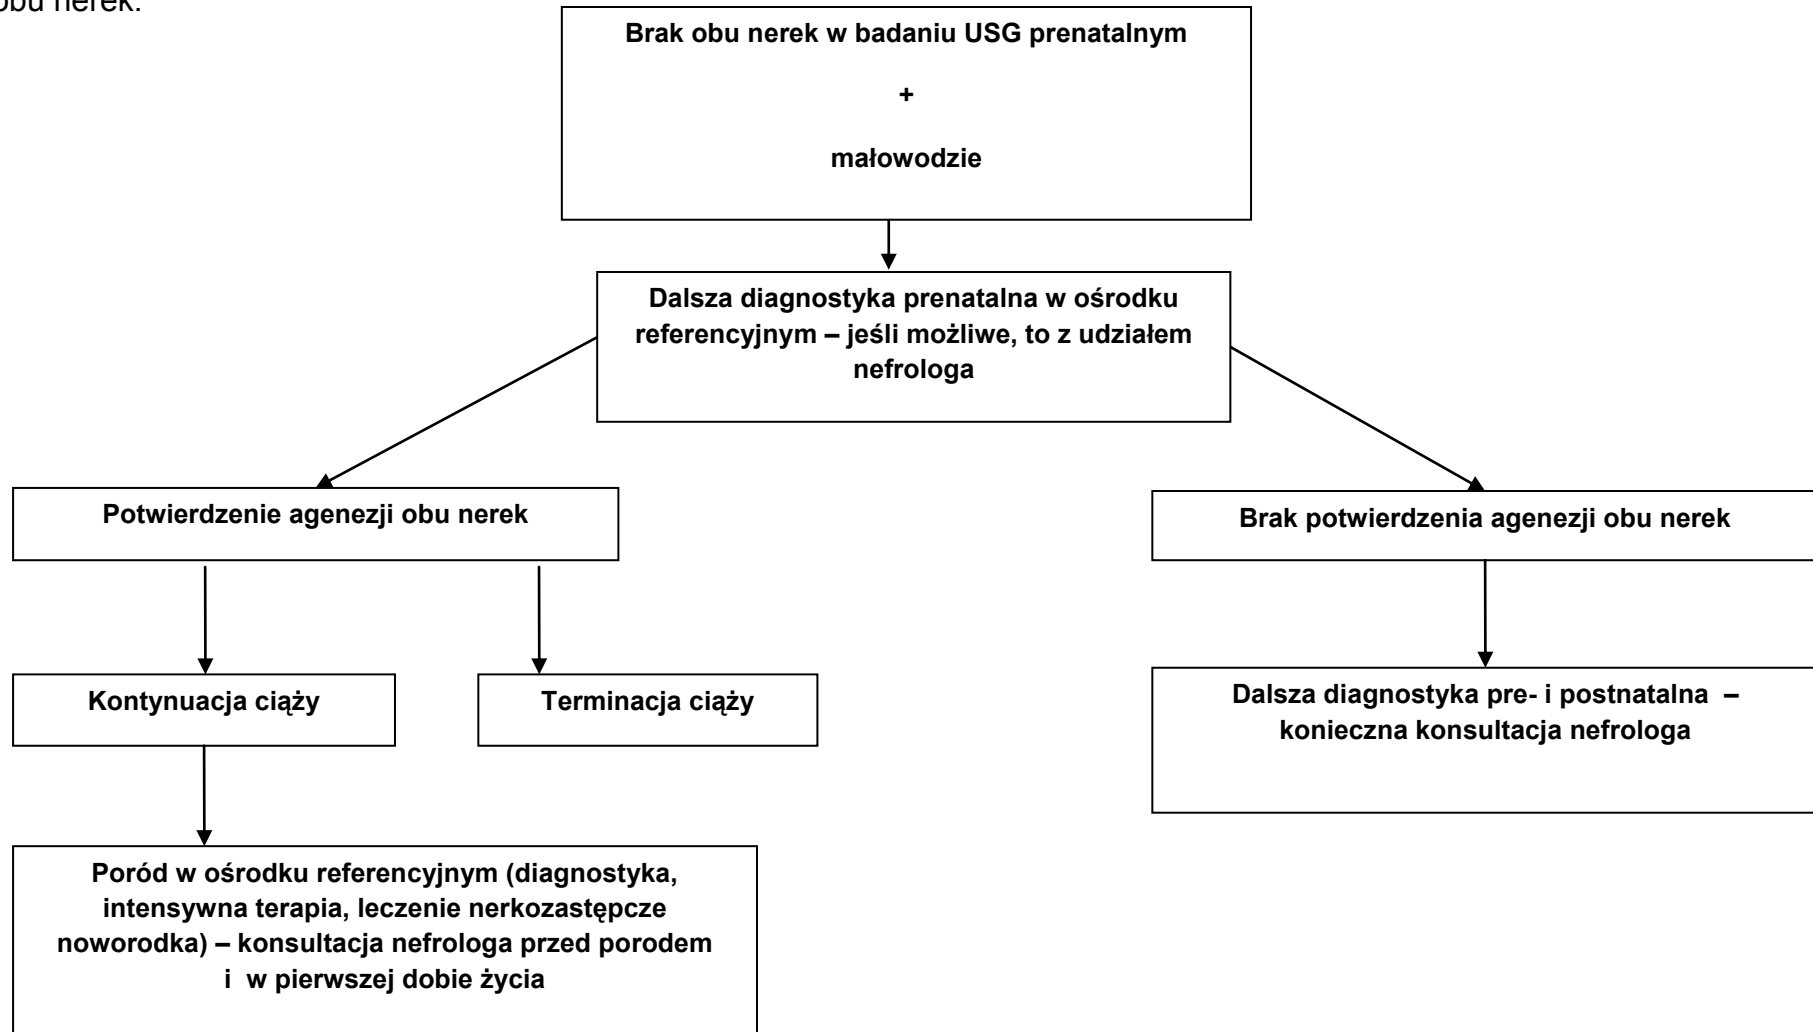 obu nerek.
Brak obu nerek w badaniu USG prenatalnym
+
małowodzie
Dalsza diagnostyka prenatalna w ośrodku
referencyjnym – jeśli możliwe, to z udziałem
nefrologa
Potwierdzenie agenezji obu nerek
Brak potwierdzenia agenezji obu nerek
Kontynuacja ciąży
Terminacja ciąży
Dalsza diagnostyka pre- i postnatalna –
konieczna konsultacja nefrologa
Poród w ośrodku referencyjnym (diagnostyka,
intensywna terapia, leczenie nerkozastępcze
noworodka) – konsultacja nefrologa przed porodem
i w pierwszej dobie życia